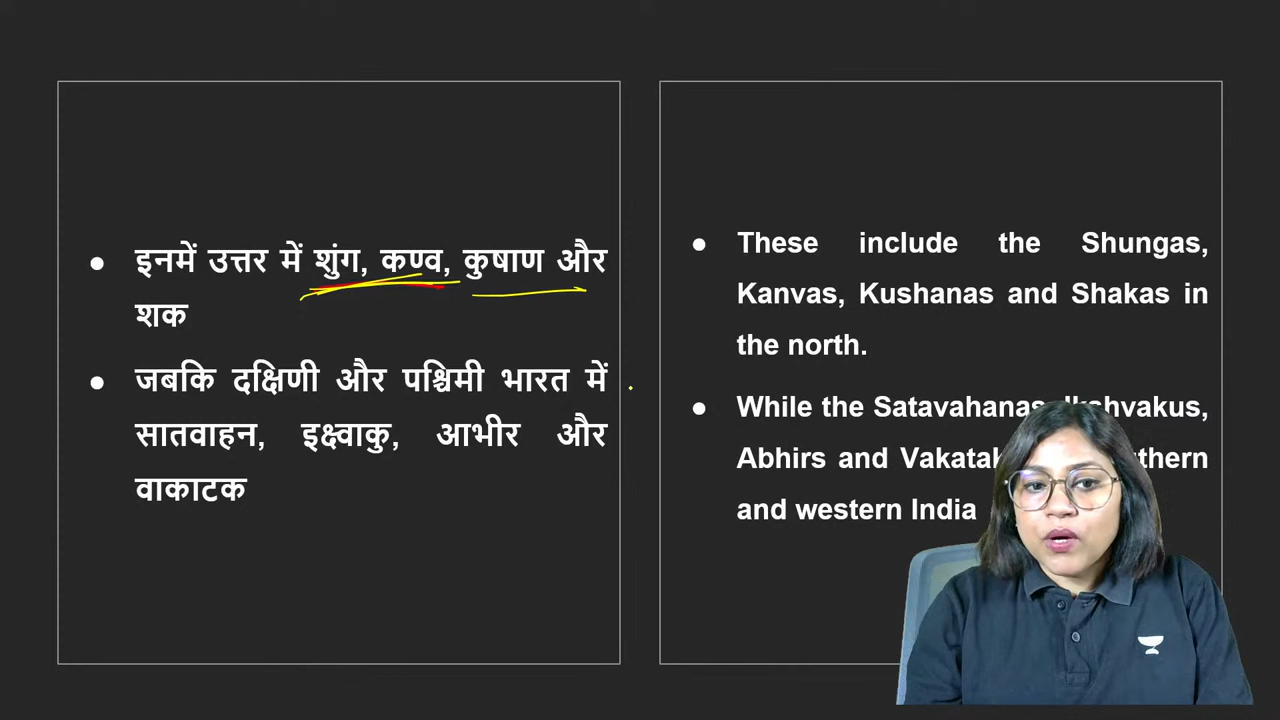 इनमें उत्तर में शुंग, कण्व, कुषाण और
शक
जबकि दक्षिणी और पश्चिमी भारत में
सातवाहन, इक्ष्वाकु, आभीर और
वाकाटक
These include the Shungas,
Kanvas, Kushanas and Shakas in
the north.
While the Satavahanas,
Abhirs and
and western India